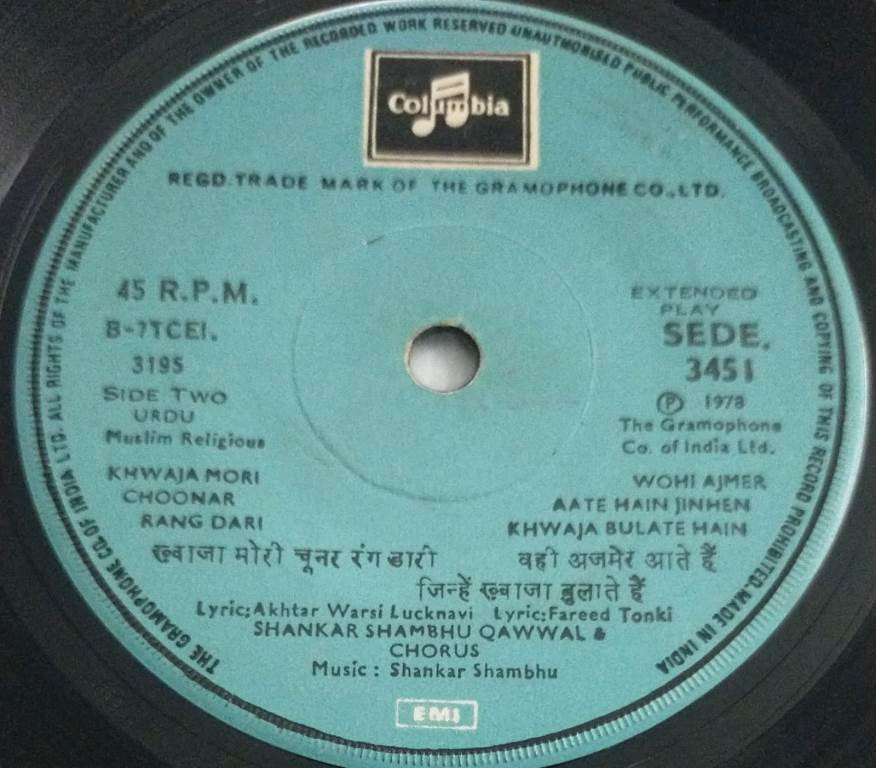 THE GRAMOPHONE CO. OF INDIA LTD. ALL RIGHTS OF THE MANUFACTURER AND OF THE OWNER OF THE RECORDED WORK RESERVED UNAUTHORISED PUBLIC PERFORMANCE BROADCASTING AND COPYING OF THIS RECORD PROHIBITED. MADE IN INDIA
Columbia
REGD. TRADE MARK OF THE GRAMOPHONE CO., LTD.
45 R.P.M.
B-7TCEI.
3195
SIDE TWO
URDU
Muslim Religious
EXTENDED
PLAY
SEDE.
3451
Ⓟ 1978
The Gramophone
Co. of India Ltd.
KHWAJA MORI
CHOONAR
RANG DARI
WOHI AJMER
AATE HAIN JINHEN
KHWAJA BULATE HAIN
ख्वाजा मोरी चूनर रंग डारी
वही अजमेर आते हैं
जिन्हें ख्वाजा बुलाते हैं
Lyric: Akhtar Warsi Lucknavi Lyric: Fareed Tonki
SHANKAR SHAMBHU QAWWAL &
CHORUS
Music : Shankar Shambhu
EMI